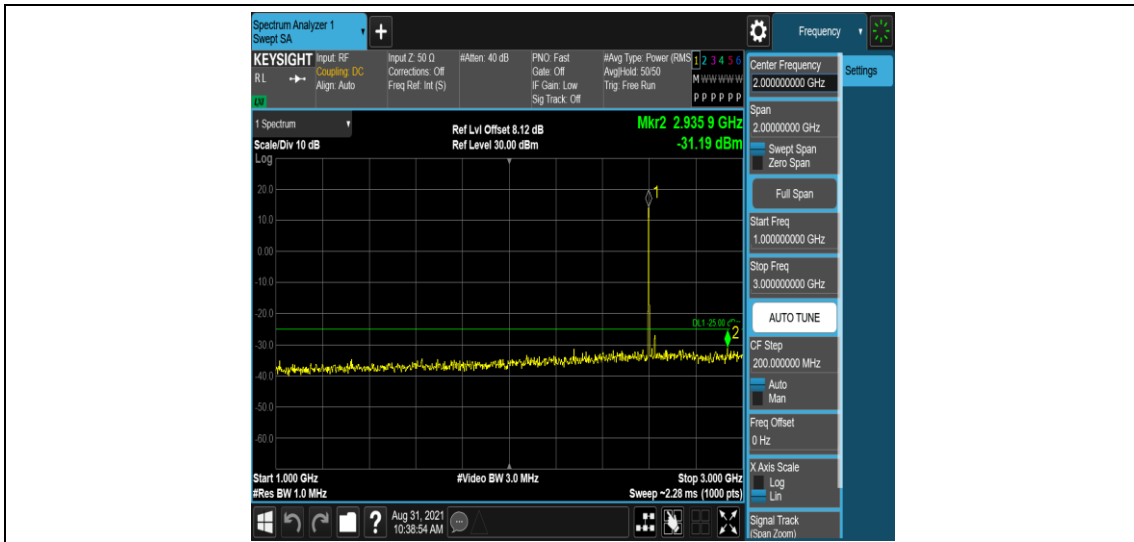 Spectrum Analyzer 1
Swept SA
+
Frequency
KEYSIGHT
RL
LXI
Input: RF
Coupling: DC
Align: Auto
Input Z: 50 Ω
Corrections: Off
Freq Ref: Int (S)
#Atten: 40 dB
PNO: Fast
Gate: Off
IF Gain: Low
Sig Track: Off
#Avg Type: Power (RMS
Avg|Hold: 50/50
Trig: Free Run
1 2 3 4 5 6
M W W W W W
P P P P P P
Center Frequency
2.000000000 GHz
Settings
Span
2.00000000 GHz
Swept Span
Zero Span
Full Span
Start Freq
1.000000000 GHz
Stop Freq
3.000000000 GHz
AUTO TUNE
CF Step
200.000000 MHz
Auto
Man
Freq Offset
0 Hz
X Axis Scale
Log
Lin
Signal Track
(Span Zoom)
1 Spectrum
Scale/Div 10 dB
Ref Lvl Offset 8.12 dB
Ref Level 30.00 dBm
Mkr2 2.935 9 GHz
-31.19 dBm
Log
20.0
10.0
0.00
-10.0
-20.0
-30.0
-40.0
-50.0
-60.0
1
DL1 -25.00
2
Start 1.000 GHz
#Res BW 1.0 MHz
#Video BW 3.0 MHz
Stop 3.000 GHz
Sweep ~2.28 ms (1000 pts)
?
Aug 31, 2021
10:38:54 AM